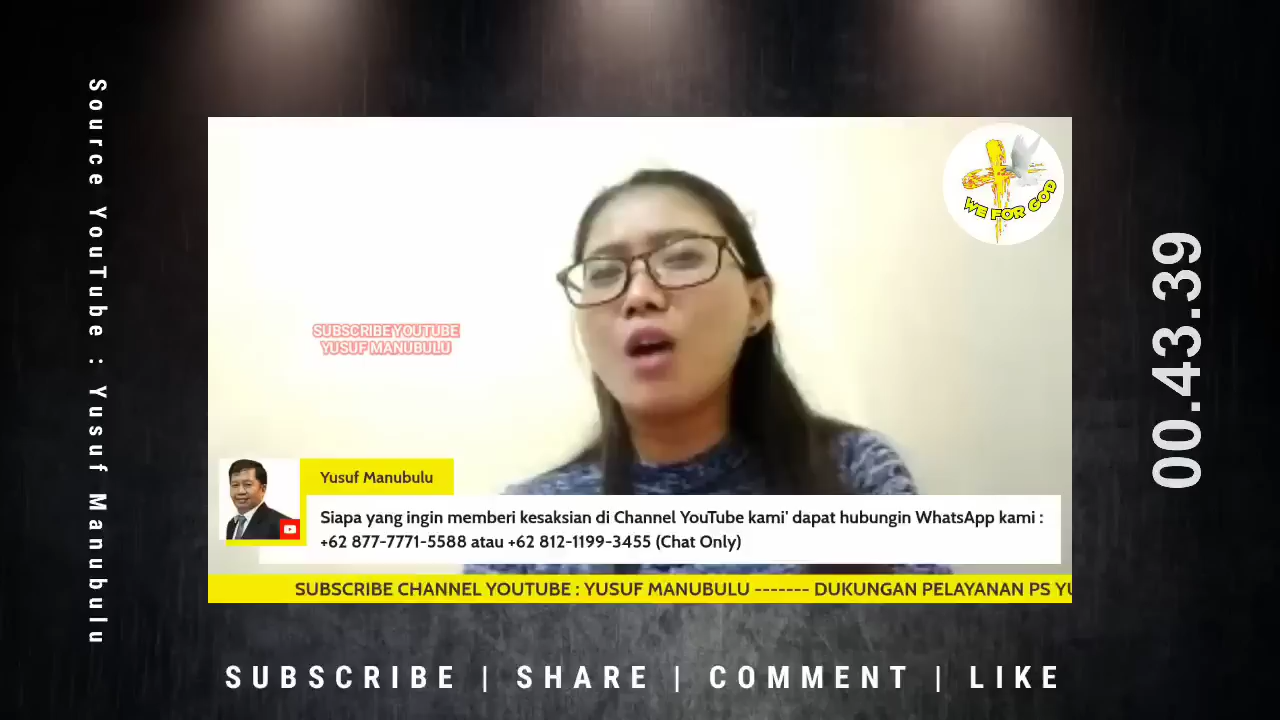 Source YouTube : Yusuf Manubulu
WE FOR GOD
00.43.39
SUBSCRIBE YOUTUBE
YUSUF MANUBULU
Yusuf Manubulu
Siapa yang ingin memberi kesaksian di Channel YouTube kami' dapat hubungin WhatsApp kami :
+62 877-7771-5588 atau +62 812-1199-3455 (Chat Only)
SUBSCRIBE CHANNEL YOUTUBE : YUSUF MANUBULU ------- DUKUNGAN PELAYANAN PS YU
SUBSCRIBE | SHARE | COMMENT | LIKE